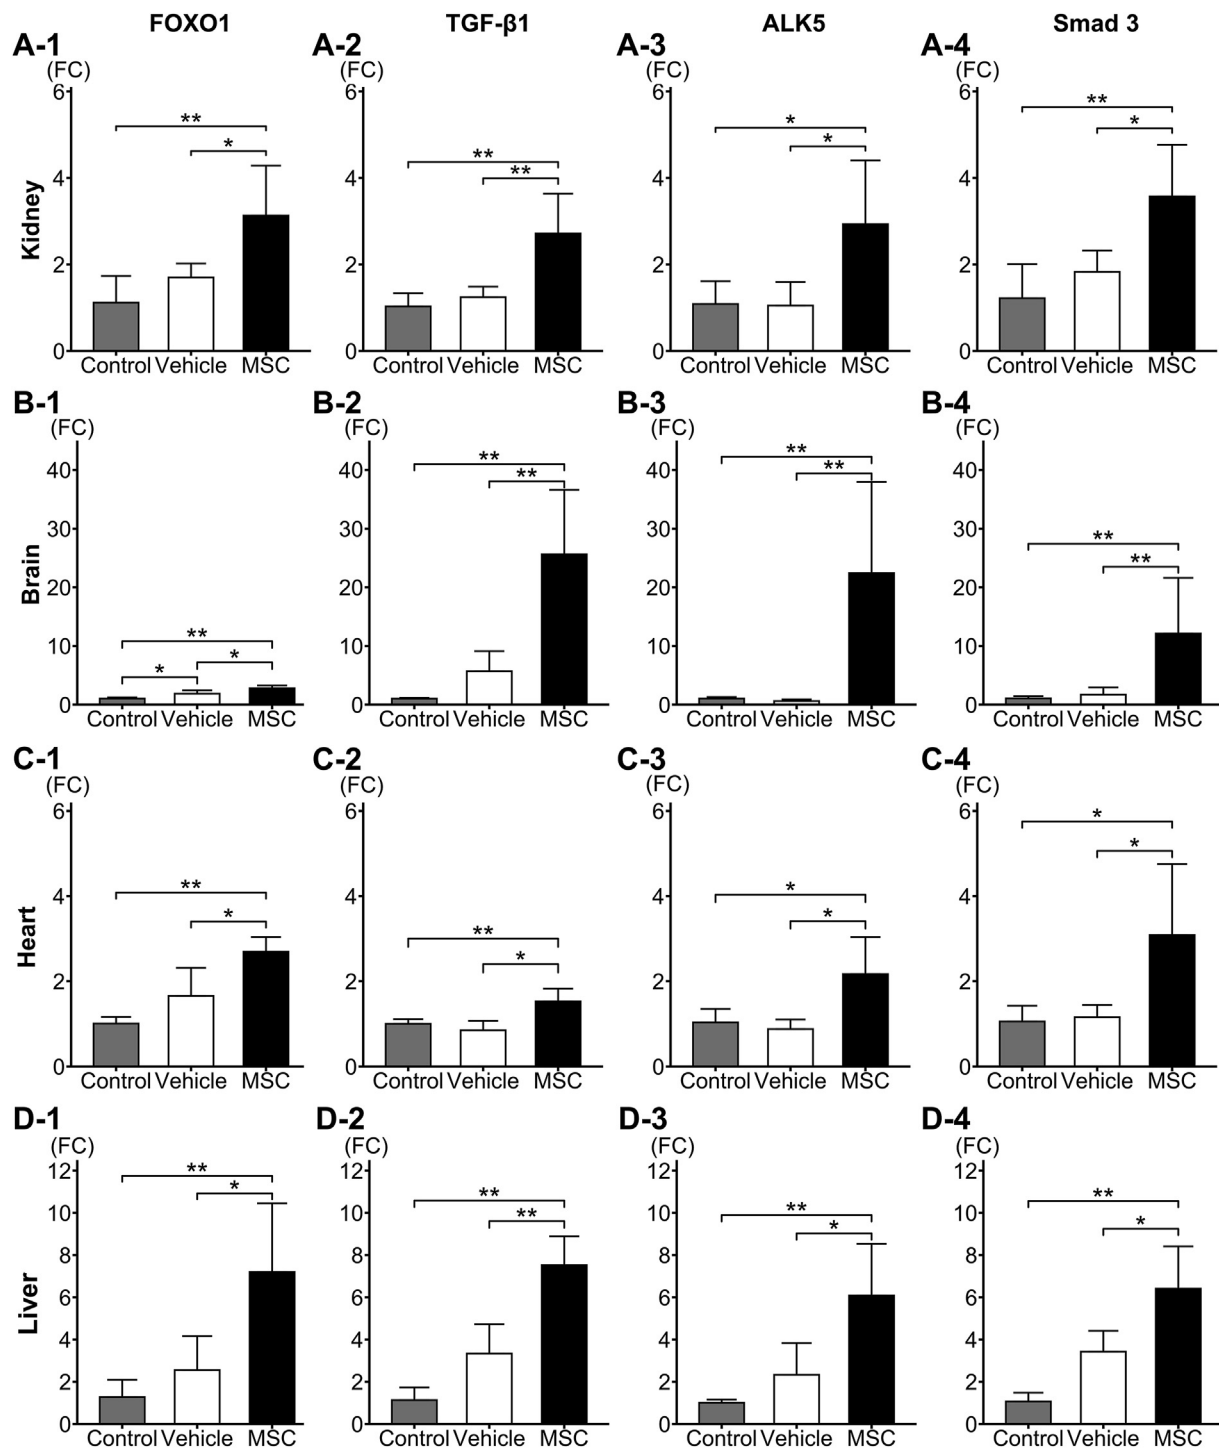 FOXO1 TGF-β1 ALK5 Smad 3
A-1 A-2 A-3 A-4
(FC) (FC) (FC) (FC)
Kidney
6 6 6 6
** ** * **
* ** * *
4 4 4 4
2 2 2 2
0 0 0 0
Control Vehicle MSC Control Vehicle MSC Control Vehicle MSC Control Vehicle MSC
B-1 B-2 B-3 B-4
(FC) (FC) (FC) (FC)
Brain
40 40 40 40
** ** **
** ** **
30 30 30 30
20 20 20 20
10 10 10 10
**
* *
0 0 0 0
Control Vehicle MSC Control Vehicle MSC Control Vehicle MSC Control Vehicle MSC
C-1 C-2 C-3 C-4
(FC) (FC) (FC) (FC)
Heart
6 6 6 6
*
*
4 4 4 4
** ** *
* * *
2 2 2 2
0 0 0 0
Control Vehicle MSC Control Vehicle MSC Control Vehicle MSC Control Vehicle MSC
D-1 D-2 D-3 D-4
(FC) (FC) (FC) (FC)
Liver
12 12 12 12
** ** ** **
* ** * *
10 10 10 10
8 8 8 8
6 6 6 6
4 4 4 4
2 2 2 2
0 0 0 0
Control Vehicle MSC Control Vehicle MSC Control Vehicle MSC Control Vehicle MSC